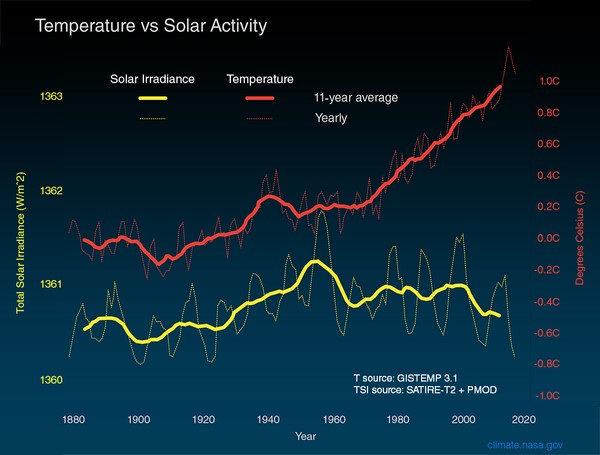 Temperature vs Solar Activity
Solar Irradiance Temperature
11-year average
Yearly
1363
1362
1361
1360
Total Solar Irradiance (W/m^2)
1.0C
0.8C
0.6C
0.4C
0.2C
0.0C
-0.2C
-0.4C
-0.6C
-0.8C
-1.0C
Degrees Celsius (C)
T source: GISTEMP 3.1
TSI source: SATIRE-T2 + PMOD
1880 1900 1920 1940 1960 1980 2000 2020
Year
climate.nasa.gov